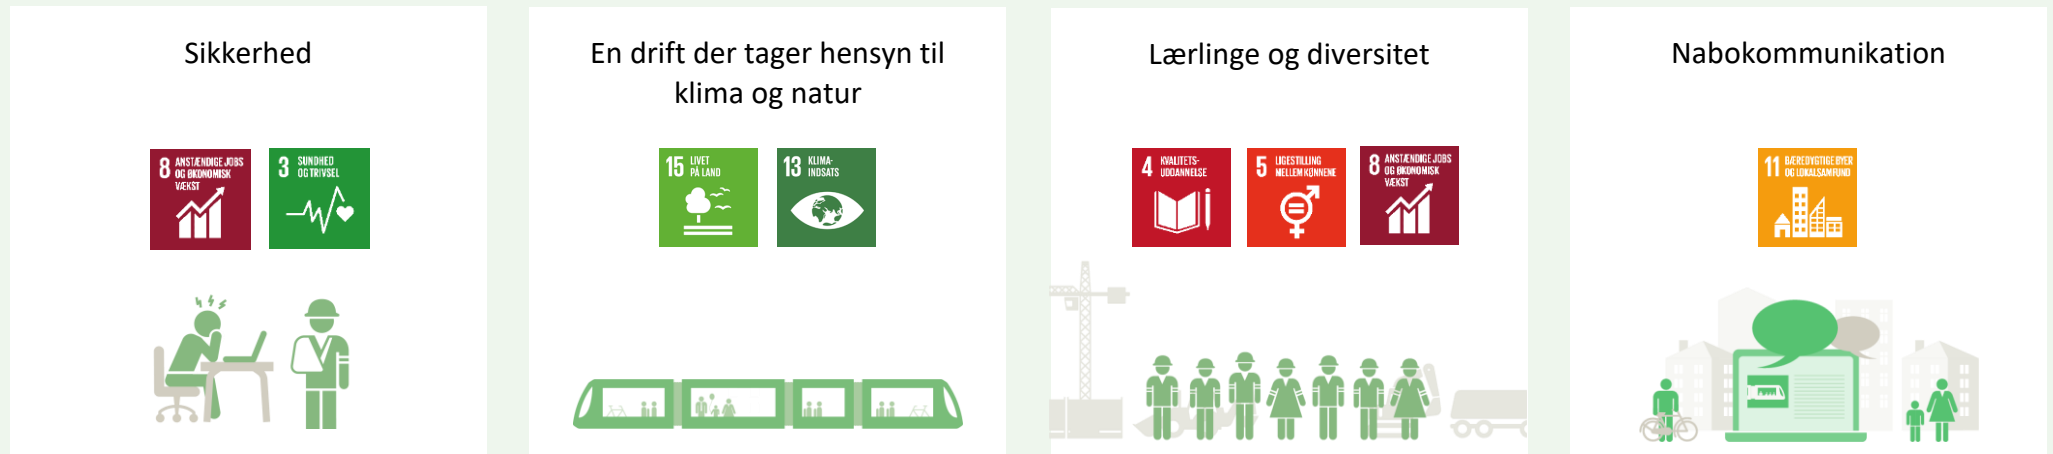 Sikkerhed
8 ANSTÆNDIGE JOBS
OG ØKONOMISK
VÆKST
3 SUNDHED
OG TRIVSEL
En drift der tager hensyn til
klima og natur
15 LIVET
PÅ LAND
13 KLIMA-
INDSATS
Lærlinge og diversitet
4 KVALITETS-
UDDANNELSE
5 LIGESTILLING
MELLEM KØNNENE
8 ANSTÆNDIGE JOBS
OG ØKONOMISK
VÆKST
Nabokommunikation
11 BÆREDYGTIGE BYER
OG LOKALSAMFUND